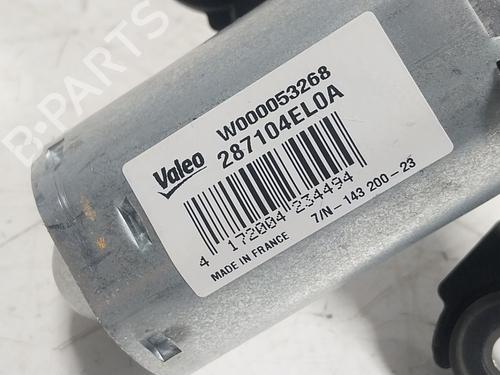 B-PARTS
Valeo
W000053268
287104EL0A
4 172004 234494
7/N-143 200-23
MADE IN FRANCE